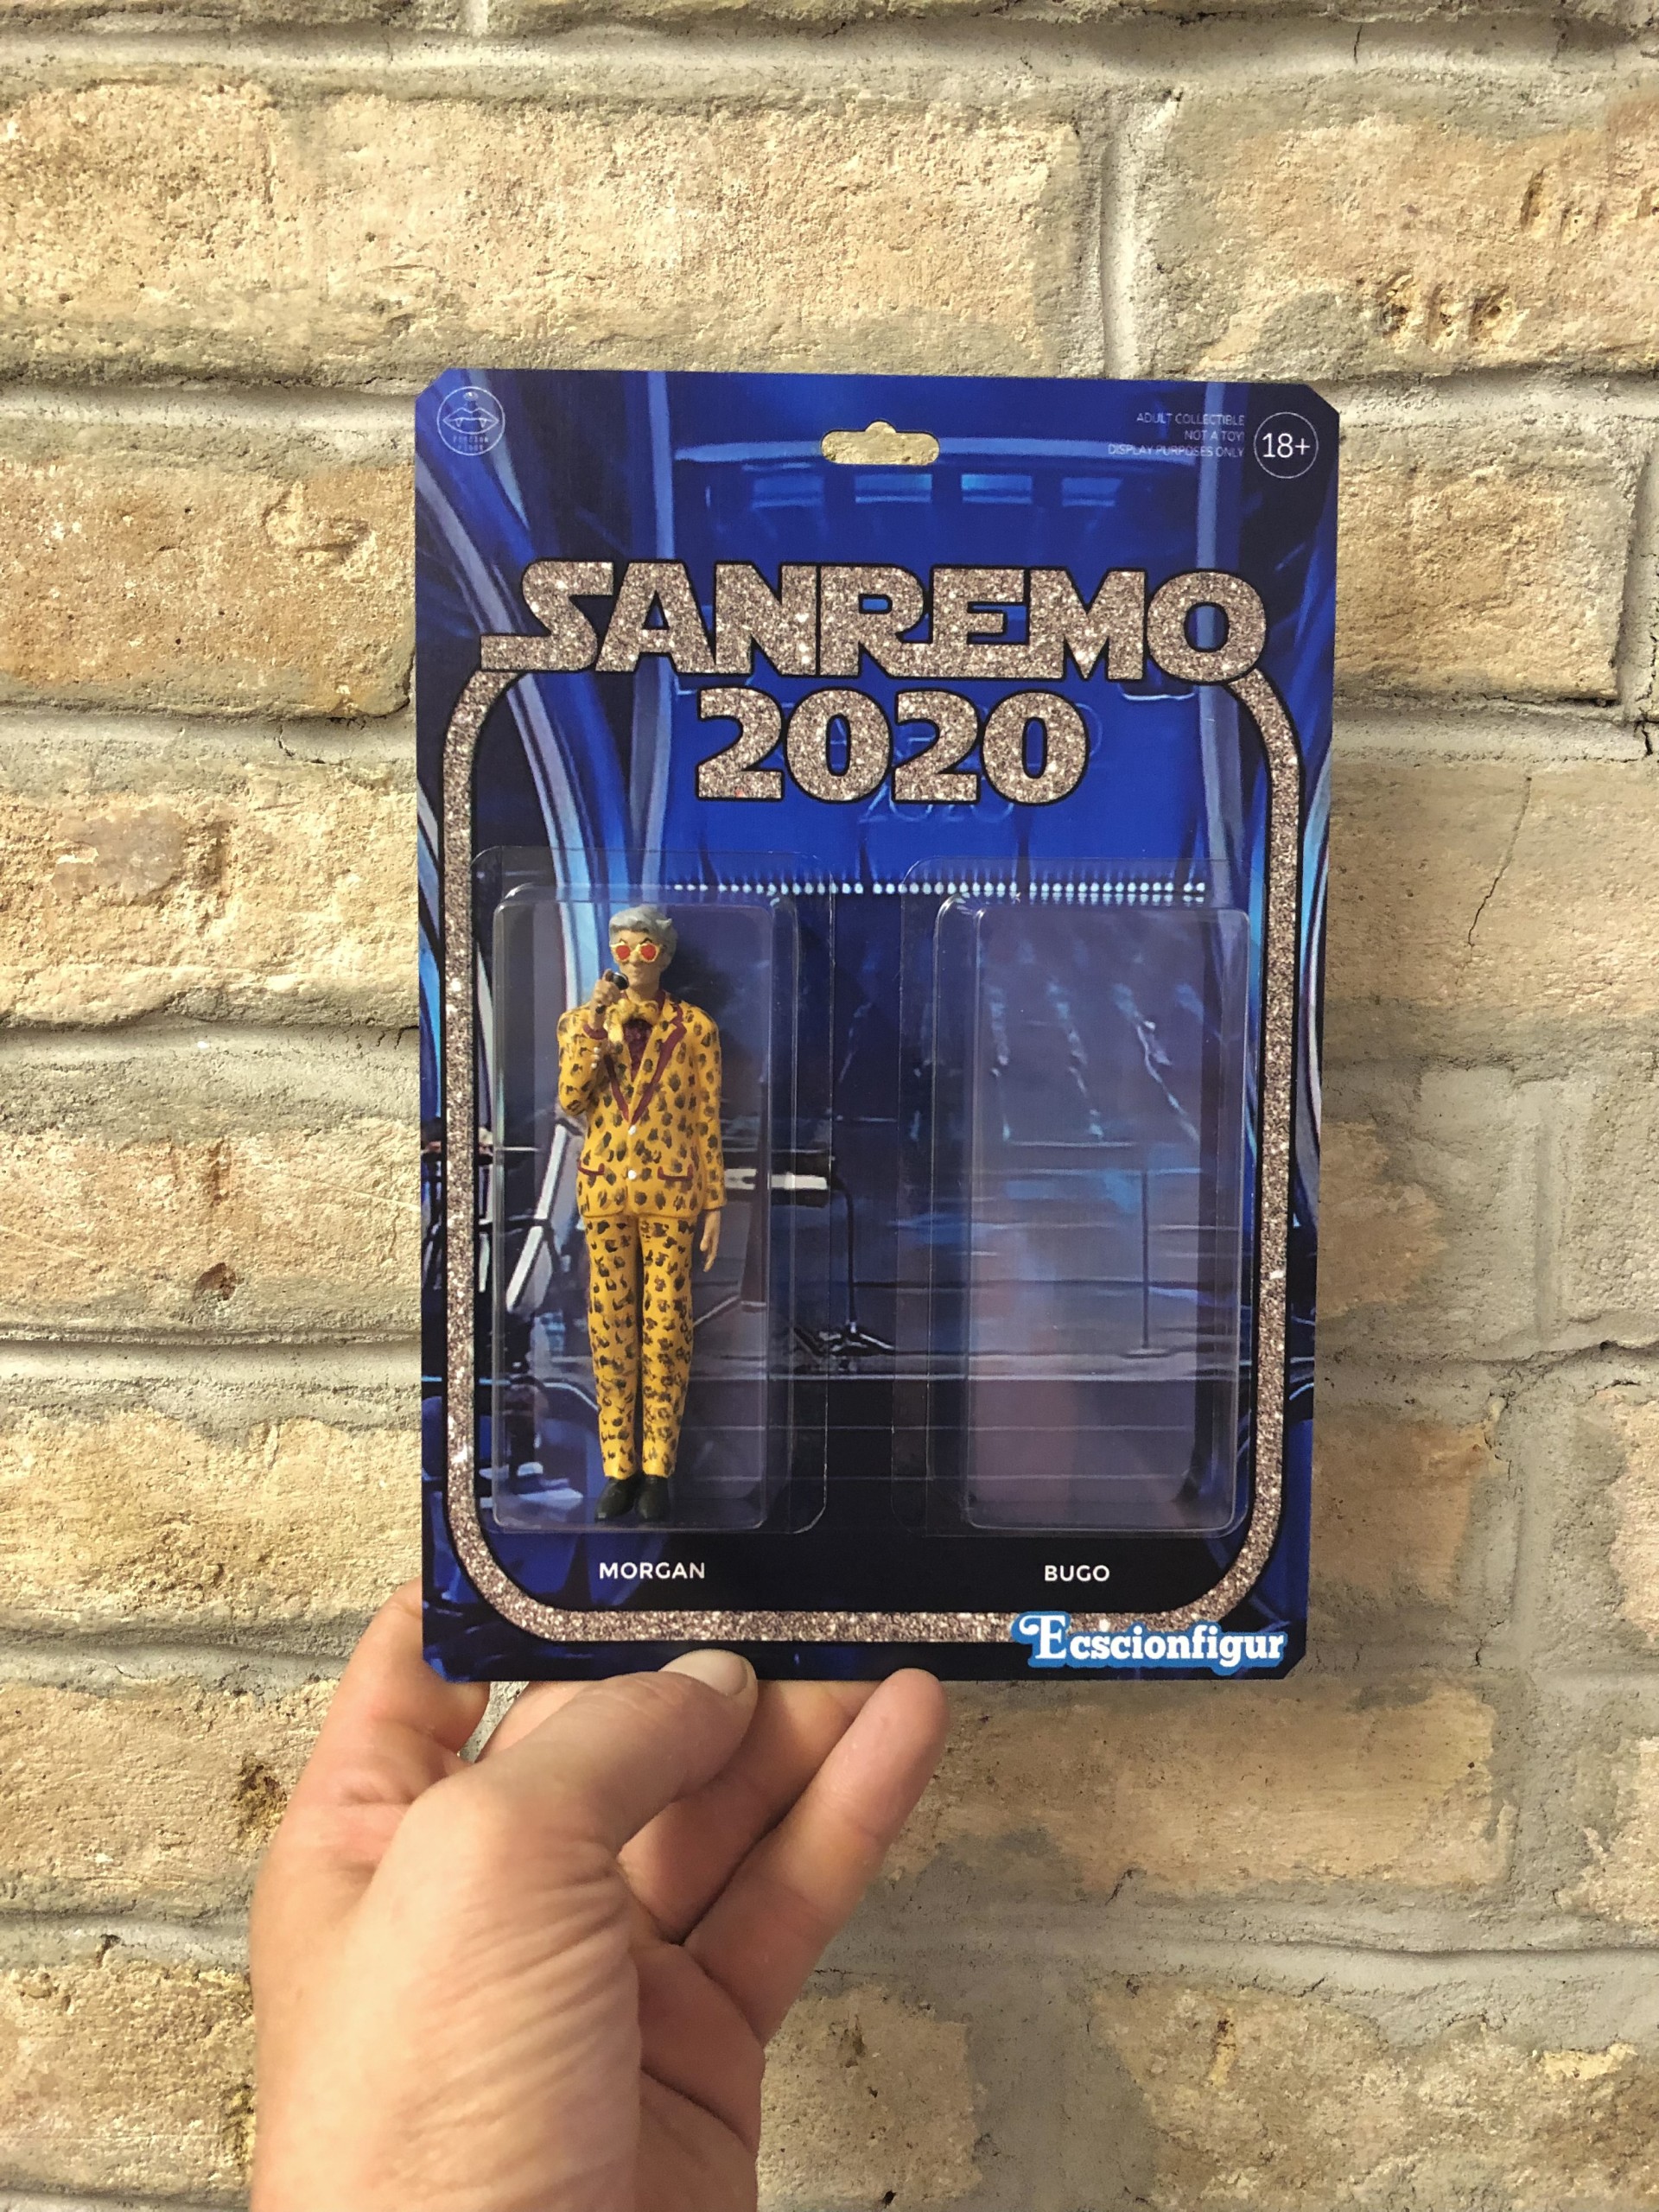 ADULT COLLECTIBLE
NOT A TOY!
DISPLAY PURPOSES ONLY
18+
SANREMO
2020
MORGAN
BUGO
Ecscionfigur